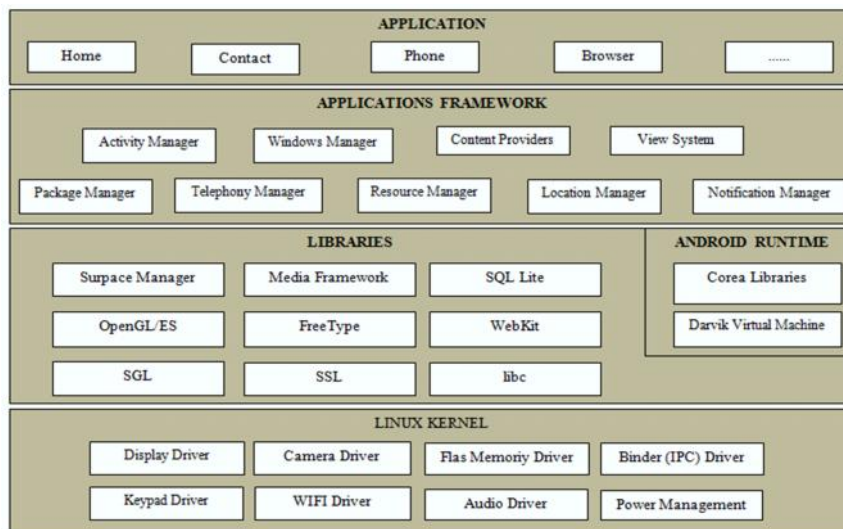 APPLICATION
Home
Contact
Phone
Browser
......
APPLICATIONS FRAMEWORK
Activity Manager
Windows Manager
Content Providers
View System
Package Manager
Telephony Manager
Resource Manager
Location Manager
Notification Manager
LIBRARIES
Surpace Manager
Media Framework
SQL Lite
OpenGL/ES
FreeType
WebKit
SGL
SSL
libc
ANDROID RUNTIME
Corea Libraries
Darvik Virtual Machine
LINUX KERNEL
Display Driver
Camera Driver
Flas Memoriy Driver
Binder (IPC) Driver
Keypad Driver
WIFI Driver
Audio Driver
Power Management